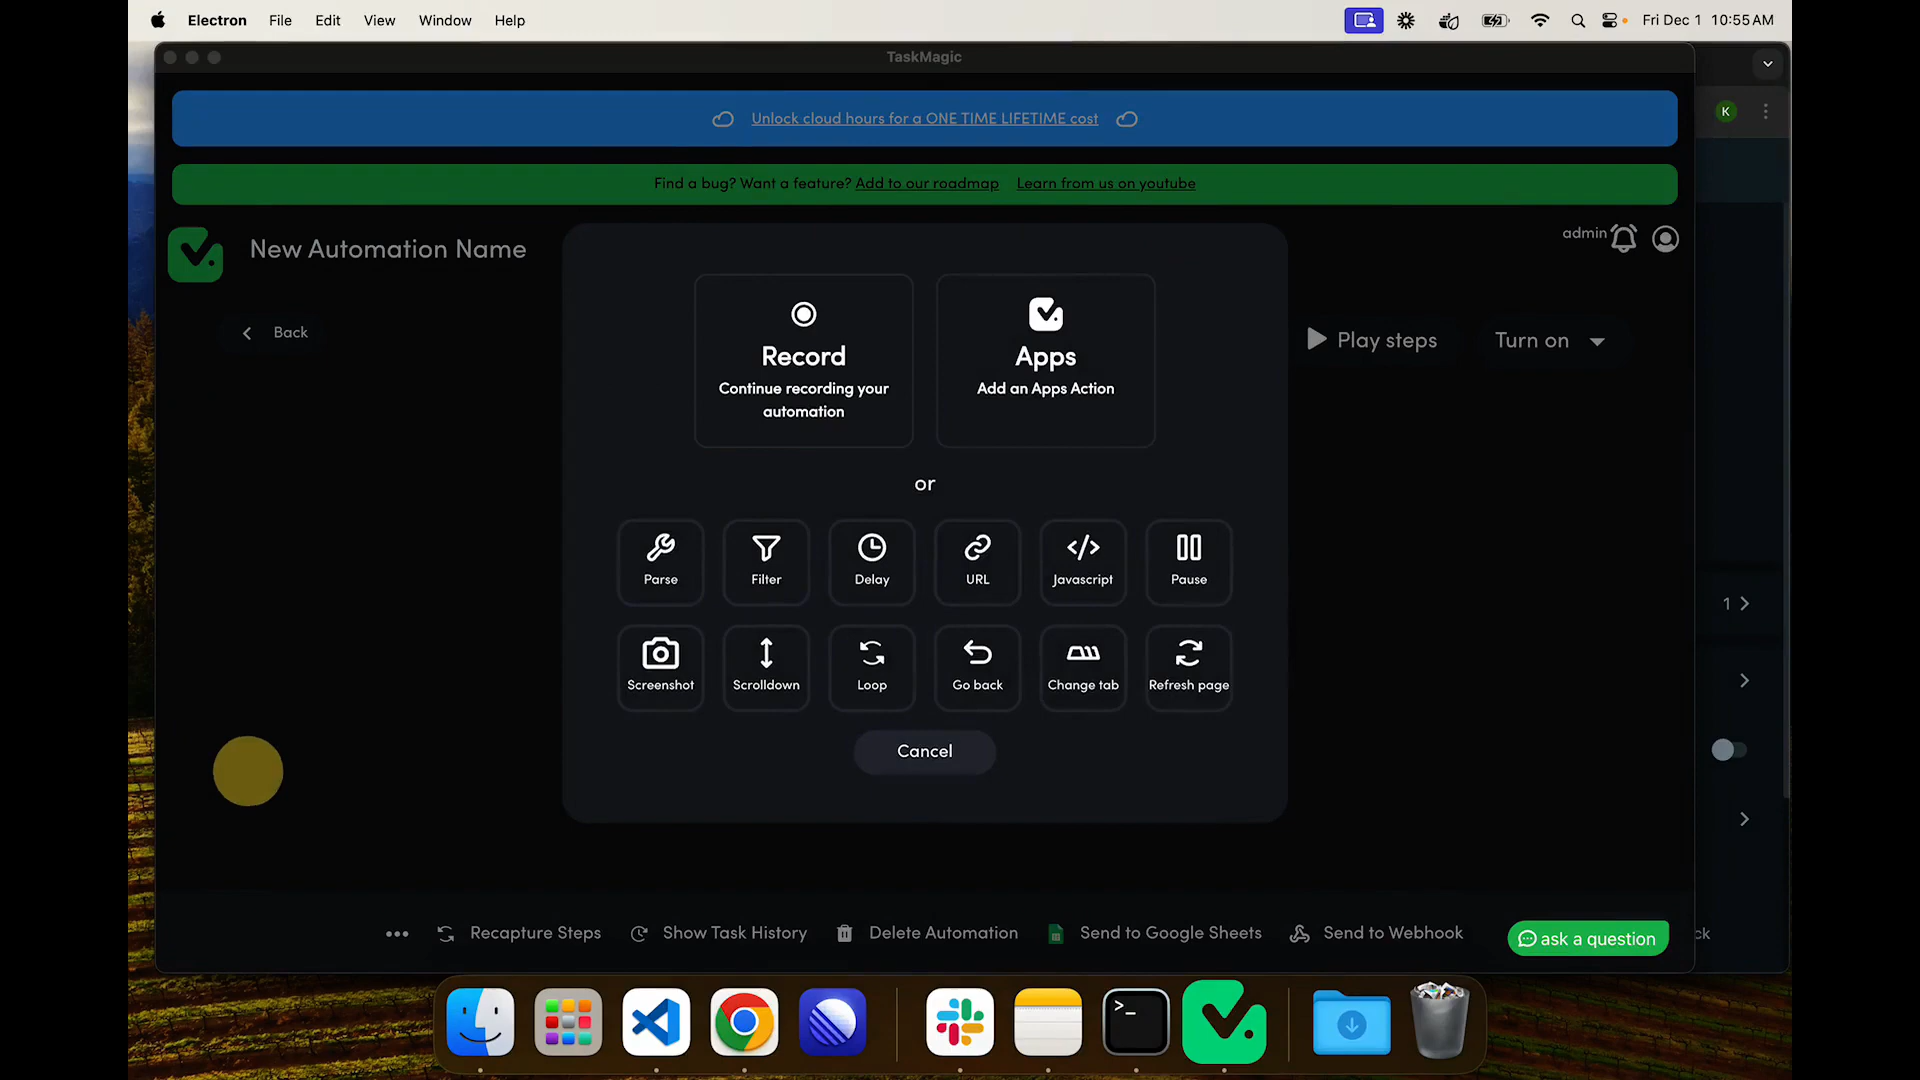 Electron File Edit View Window Help Fri Dec 1 10:55 AM
TaskMagic
Unlock cloud hours for a ONE TIME LIFETIME cost
K
Find a bug? Want a feature? Add to our roadmap Learn from us on youtube
New Automation Name
admin
Back
Play steps
Turn on
Record
Continue recording your
automation
Apps
Add an Apps Action
or
Parse Filter Delay URL Javascript Pause
1
Screenshot Scrolldown Loop Go back Change tab Refresh page
Cancel
Recapture Steps Show Task History Delete Automation Send to Google Sheets Send to Webhook ask a question ck
>_